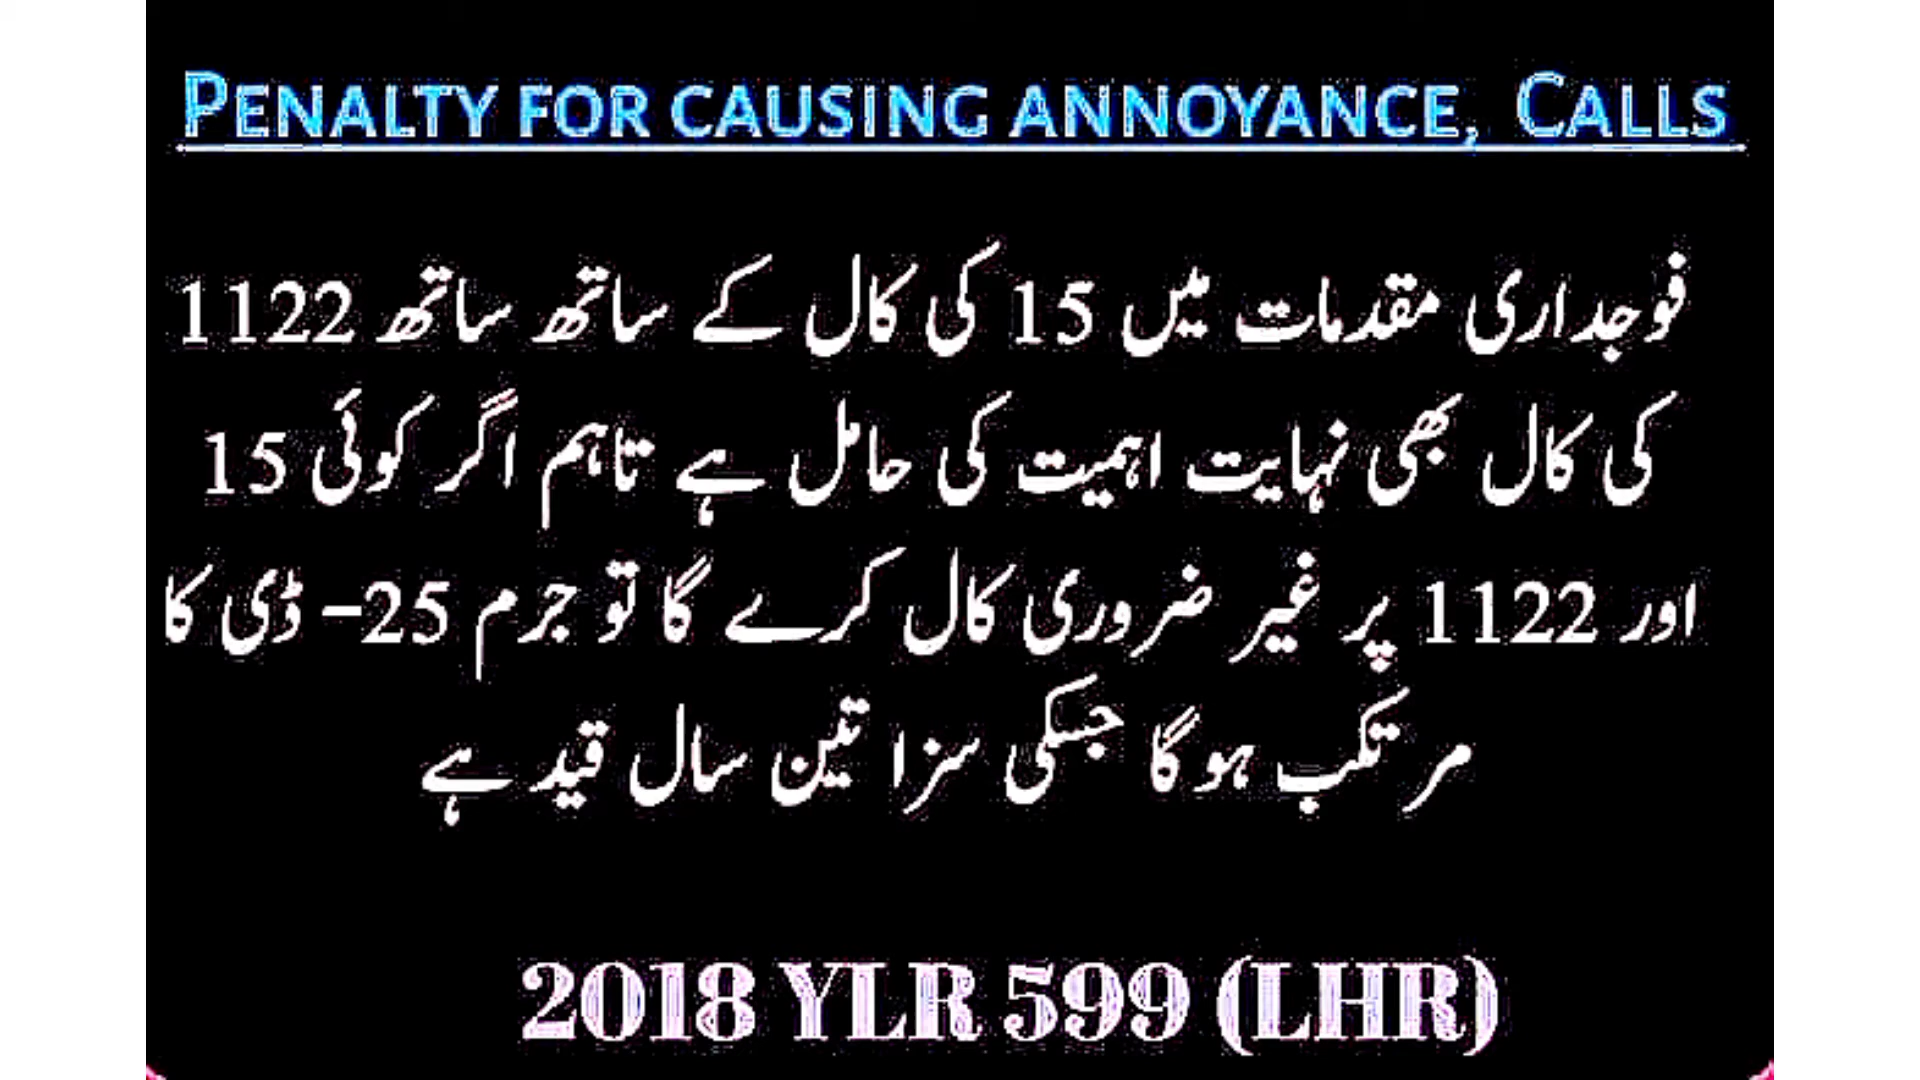 PENALTY FOR CAUSING ANNOYANCE, CALLS
فوجداری مقدمات میں 15 کی کال کے ساتھ ساتھ 1122
کی کال بھی نہایت اہمیت کی حامل ہے تاہم اگر کوئی 15
اور 1122 پر غیر ضروری کال کرے گا تو جرم 25- ڈی کا
مرتکب ہو گا جسکی سزا تین سال قید ہے
2018 YLR 599 (LHR)